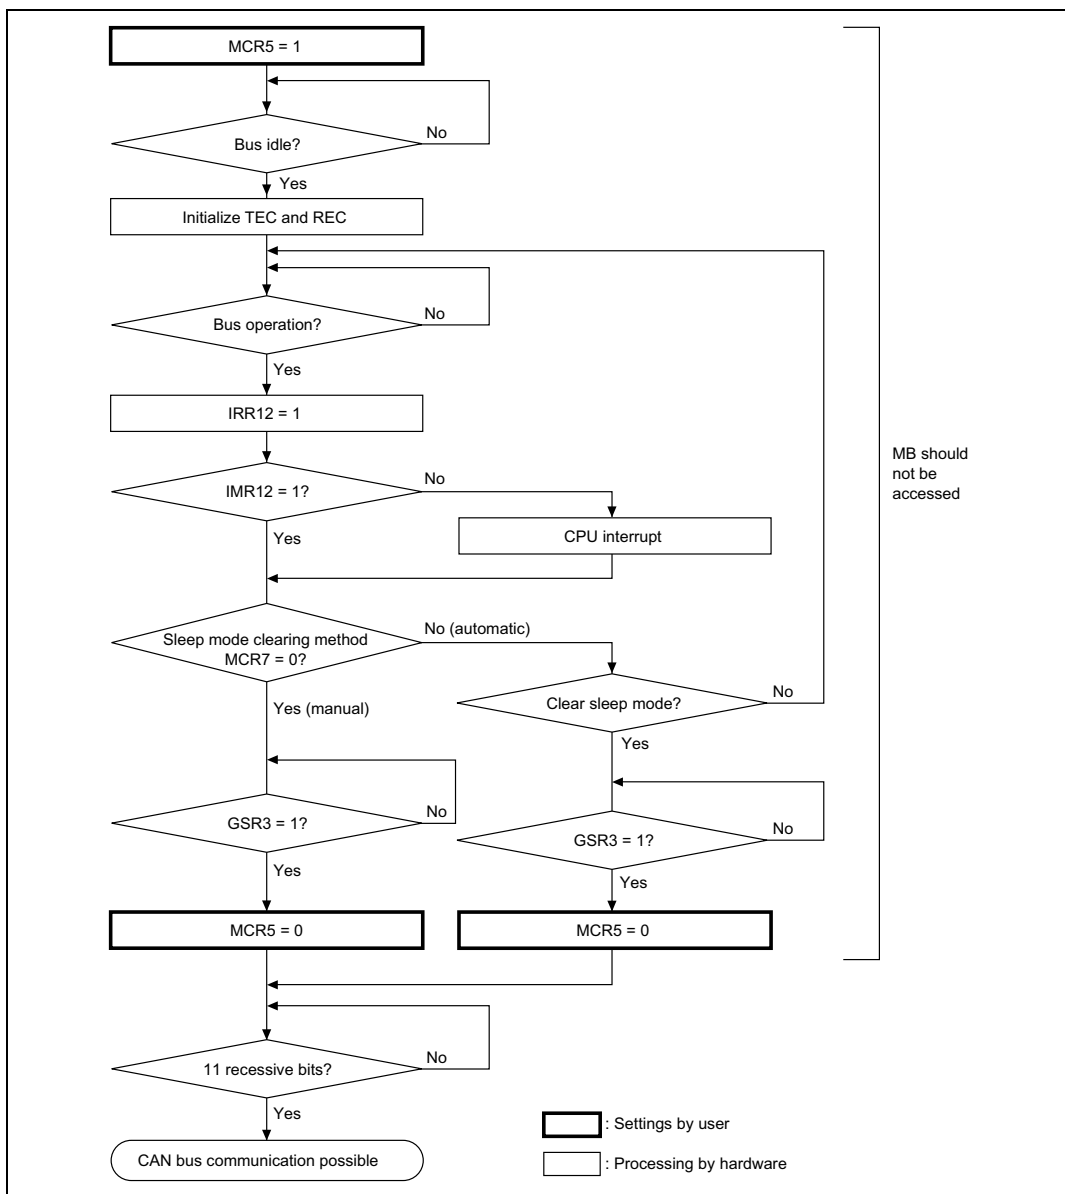 MCR5 = 1
Bus idle?
No
Yes
Initialize TEC and REC
Bus operation?
No
Yes
IRR12 = 1
IMR12 = 1?
No
Yes
CPU interrupt
MB should
not be
accessed
Sleep mode clearing method
MCR7 = 0?
No (automatic)
Yes (manual)
Clear sleep mode?
No
Yes
GSR3 = 1?
No
Yes
GSR3 = 1?
No
Yes
MCR5 = 0
MCR5 = 0
11 recessive bits?
No
Yes
CAN bus communication possible
: Settings by user
: Processing by hardware